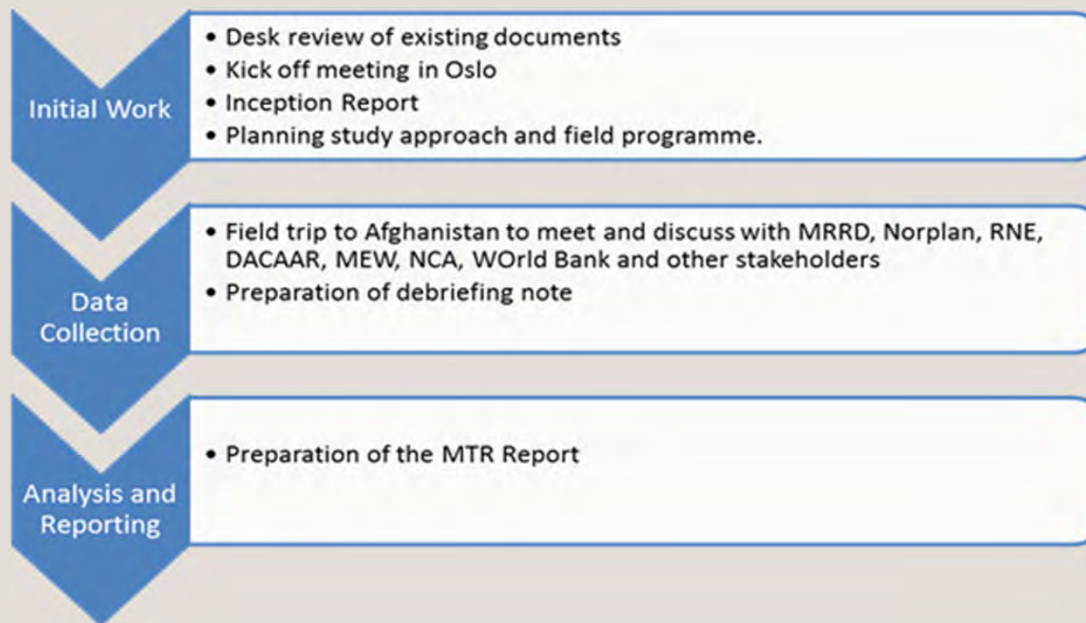 Initial Work
• Desk review of existing documents
• Kick off meeting in Oslo
• Inception Report
• Planning study approach and field programme.
Data
Collection
• Field trip to Afghanistan to meet and discuss with MRRD, Norplan, RNE,
DACAAR, MEW, NCA, WOrld Bank and other stakeholders
• Preparation of debriefing note
Analysis and
Reporting
• Preparation of the MTR Report